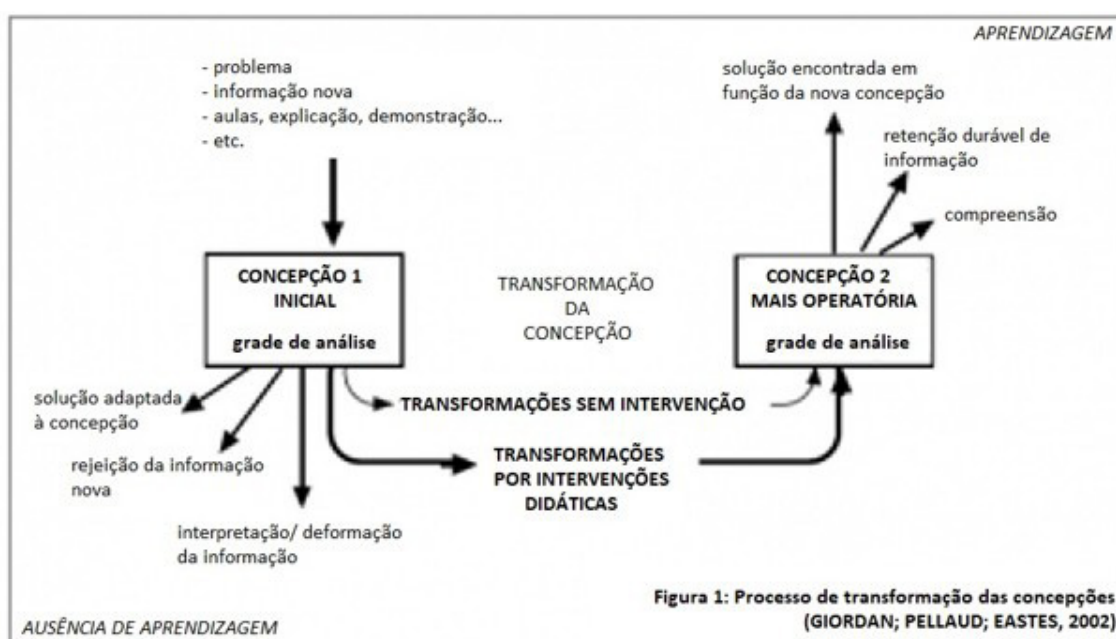 APRENDIZAGEM
- problema
- informação nova
- aulas, explicação, demonstração...
- etc.
solução encontrada em
função da nova concepção
retenção durável de
informação
compreensão
CONCEPÇÃO 1
INICIAL
grade de análise
TRANSFORMAÇÃO
DA
CONCEPÇÃO
CONCEPÇÃO 2
MAIS OPERATÓRIA
grade de análise
solução adaptada
à concepção
rejeição da informação
nova
interpretação/ deformação
da informação
TRANSFORMAÇÕES SEM INTERVENÇÃO
TRANSFORMAÇÕES
POR INTERVENÇÕES
DIDÁTICAS
Figura 1: Processo de transformação das concepções
(GIORDAN; PELLAUD; EASTES, 2002)
AUSÊNCIA DE APRENDIZAGEM